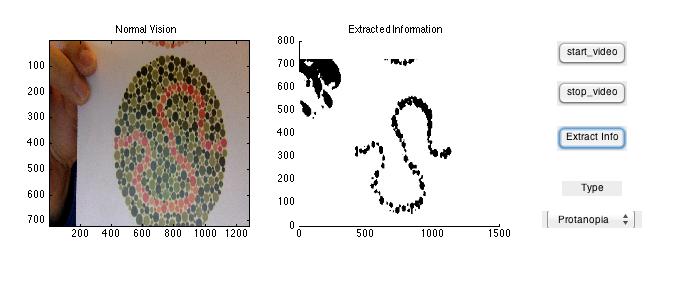 Normal Vision
100
200
300
400
500
600
700
200 400 600 800 1000 1200
Extracted Information
800
700
600
500
400
300
200
100
0
0 500 1000 1500
start_video
stop_video
Extract Info
Type
Protanopia